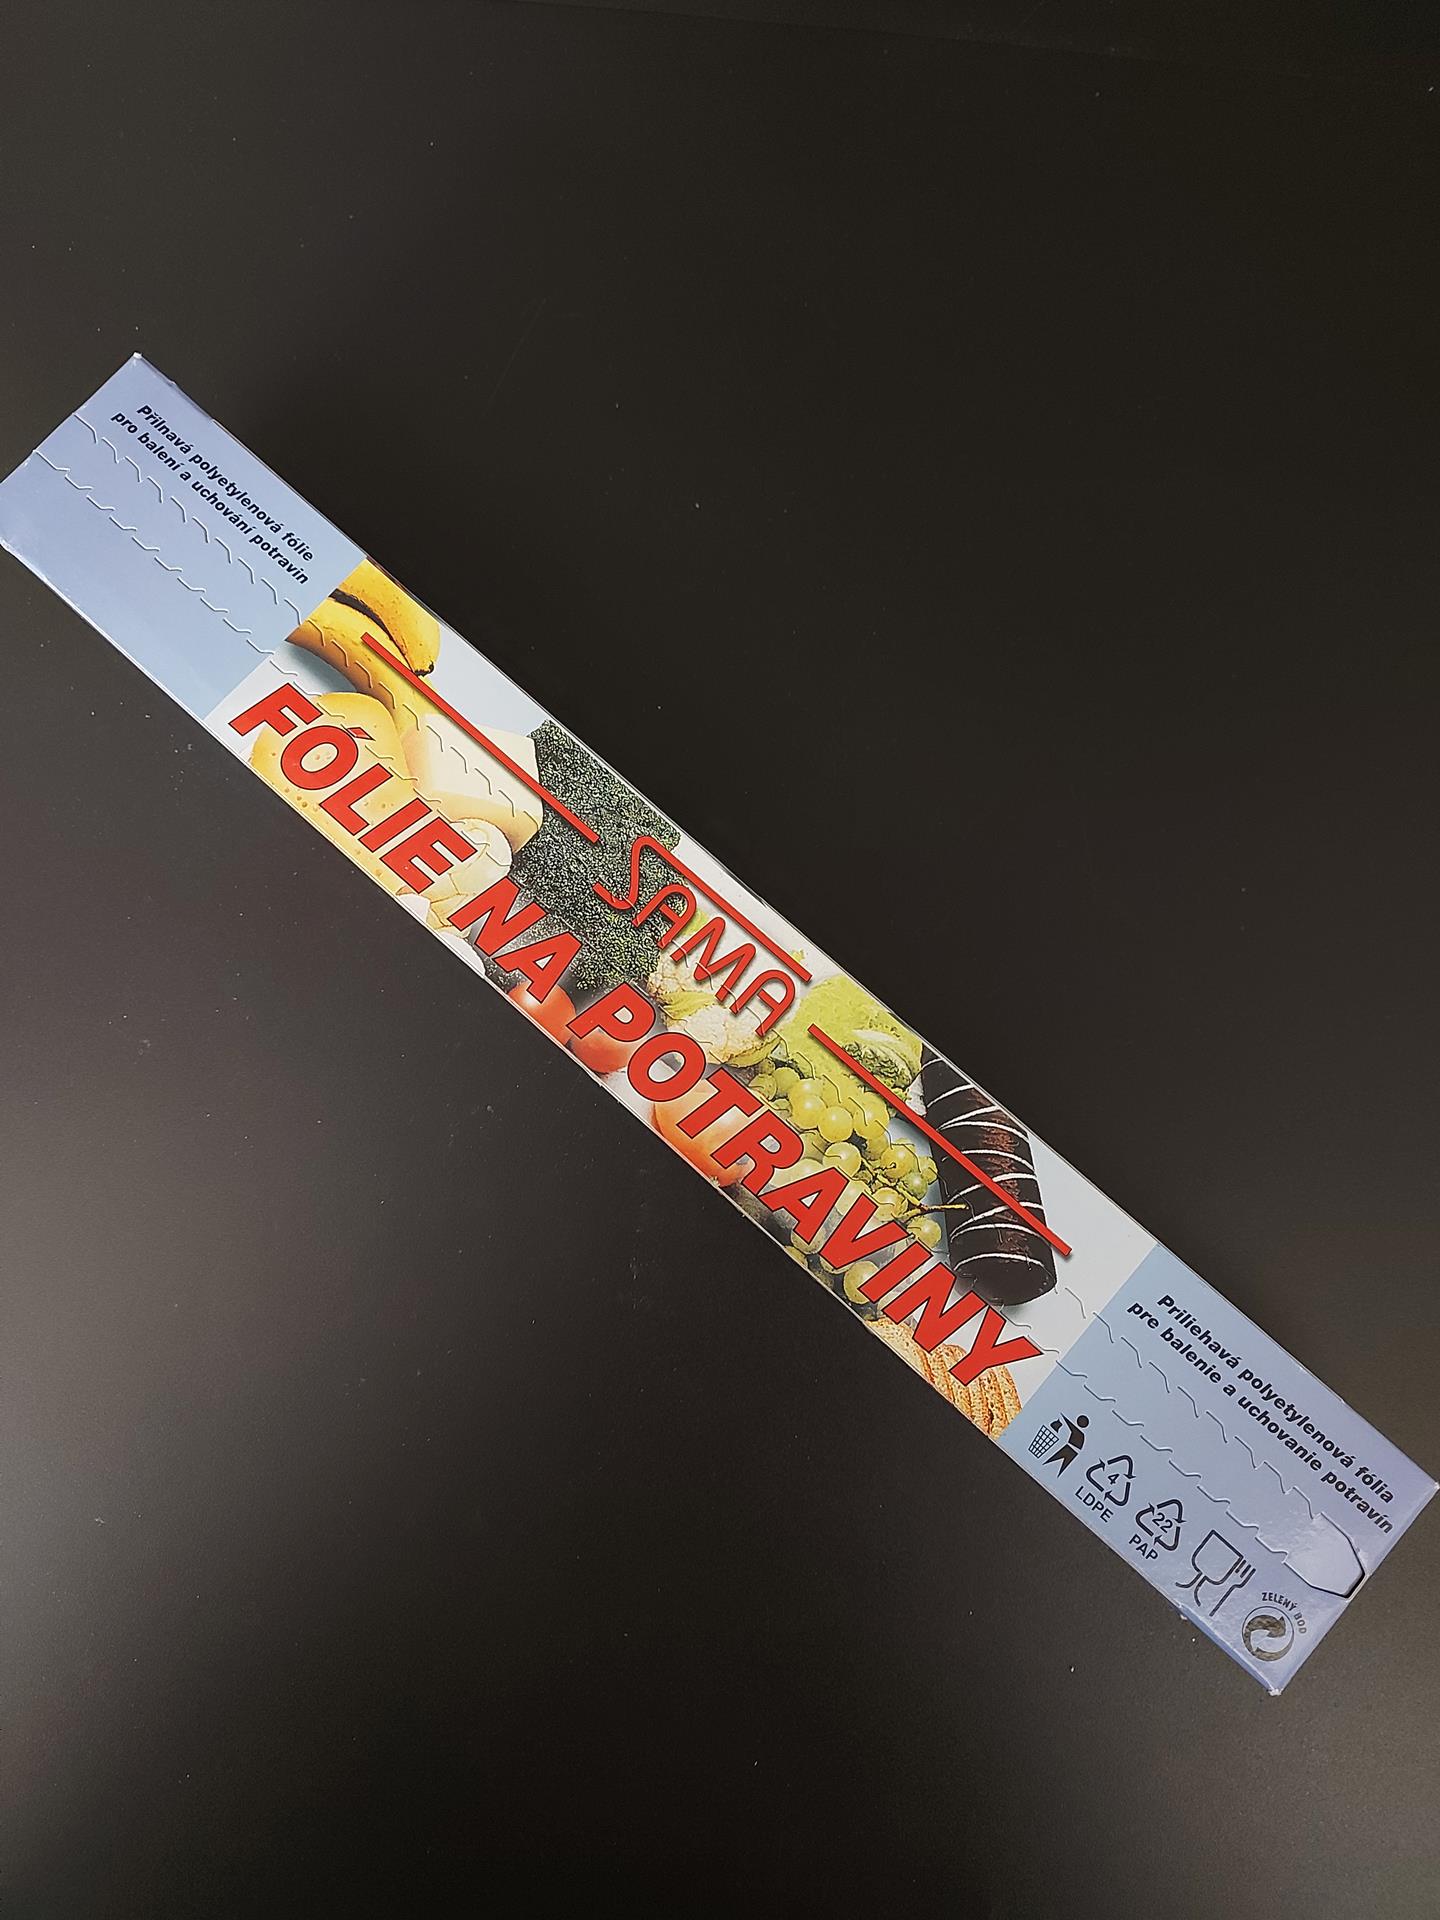 Přilnavá polyetylenová fólie
pro balení a uchování potravin
SAMA
FÓLIE NA POTRAVINY
Priliehavá polyetylenová fólia
pre balenie a uchovanie potravín
4
LDPE
22
PAP
ZELENÝ BOD